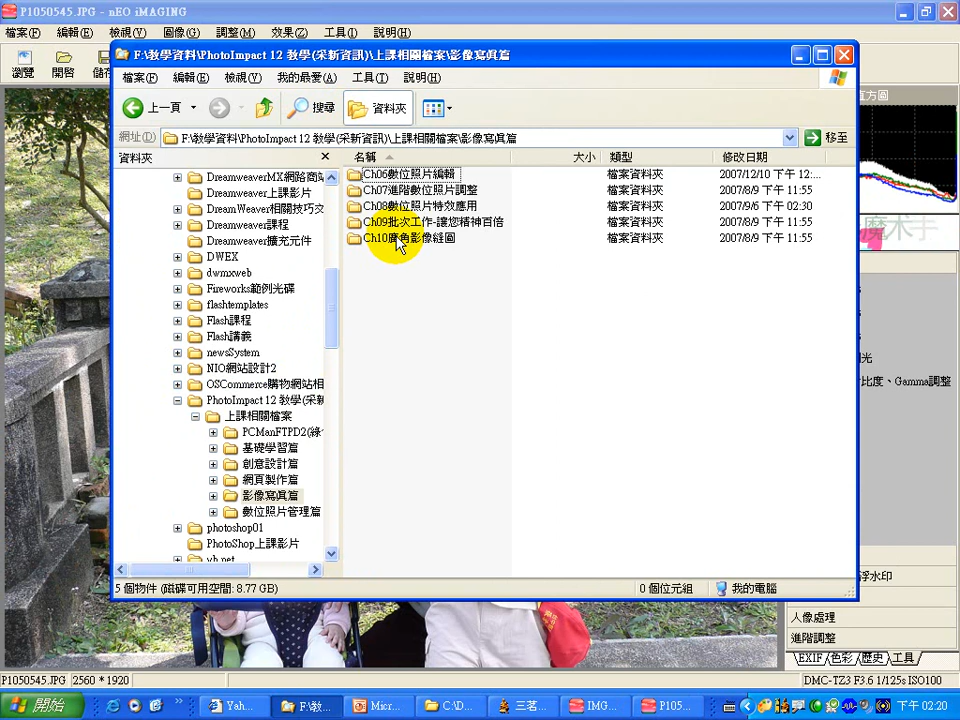 P1050545.JPG - nEO iMAGING
檔案(F) 編輯(E) 檢視(V) 圖像(G) 調整(M) 效果(Z) 工具(I) 說明(H)
瀏覽 開啓
F:\教學資料\PhotoImpact 12 教學(采新資訊)\上課相關檔案\影像寫真篇
檔案(F) 編輯(E) 檢視(V) 我的最愛(A) 工具(T) 說明(H)
上一頁 搜尋 資料夾
網址(D) F:\教學資料\PhotoImpact 12 教學(采新資訊)\上課相關檔案\影像寫真篇 移至
資料夾
名稱 大小 類型 修改日期
Ch06數位照片編輯 檔案資料夾 2007/12/10 下午 12:...
Ch07進階數位照片調整 檔案資料夾 2007/8/9 下午 11:55
Ch08數位照片特效應用 檔案資料夾 2007/9/6 下午 02:30
Ch09批次工作-讓您精神百倍 檔案資料夾 2007/8/9 下午 11:55
Ch10廣角影像縫圖 檔案資料夾 2007/8/9 下午 11:55
DreamweaverMX網路商站
Dreamweaver上課影片
DreamWeaver相關技巧交
Dreamweaver課程
Dreamweaver擴充元件
DWEX
dwmxweb
Fireworks範例光碟
flashtemplates
Flash課程
Flash講義
newsSystem
NIO網站設計2
OSCommerce購物網站相
PhotoImpact 12 教學(采新
上課相關檔案
PCManFTPD2(綠
基礎學習篇
創意設計篇
網頁製作篇
影像寫真篇
數位照片管理篇
photoshop01
PhotoShop上課影片
vb.net
5 個物件 (磁碟可用空間: 8.77 GB) 0 個位元組 我的電腦
方圖
魔术手
光
比度、Gamma調整
浮水印
人像處理
進階調整
EXIF 色彩 歷史 工具
P1050545.JPG 2560 * 1920 DMC-TZ3 F3.6 1/125s ISO100
開始 Yah... F:\教... Micr... C:\D... 三茗... IMG... P105... 下午 02:20